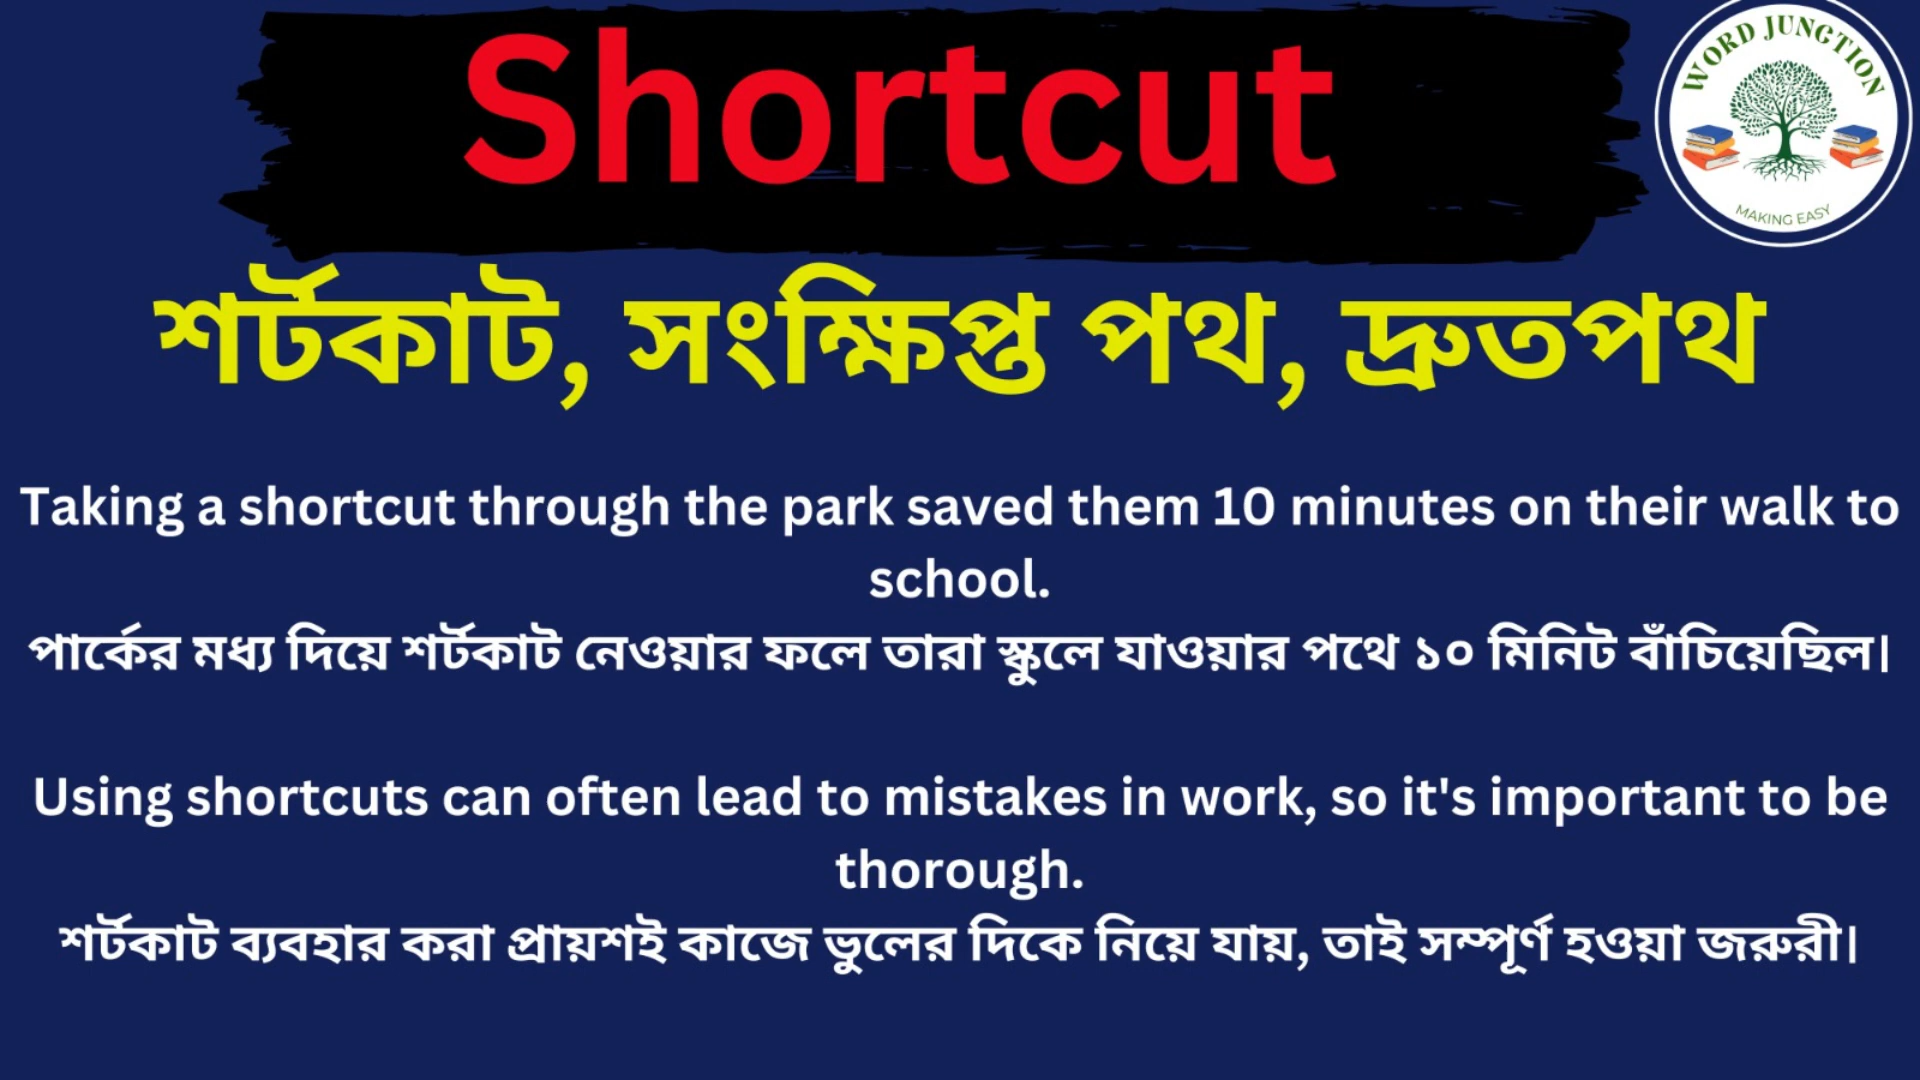 Shortcut
WORD JUNCTION
MAKING EASY
শর্টকাট, সংক্ষিপ্ত পথ, দ্রুতপথ
Taking a shortcut through the park saved them 10 minutes on their walk to
school.
পার্কের মধ্য দিয়ে শর্টকাট নেওয়ার ফলে তারা স্কুলে যাওয়ার পথে ১০ মিনিট বাঁচিয়েছিল।
Using shortcuts can often lead to mistakes in work, so it's important to be
thorough.
শর্টকাট ব্যবহার করা প্রায়শই কাজে ভুলের দিকে নিয়ে যায়, তাই সম্পূর্ণ হওয়া জরুরী।